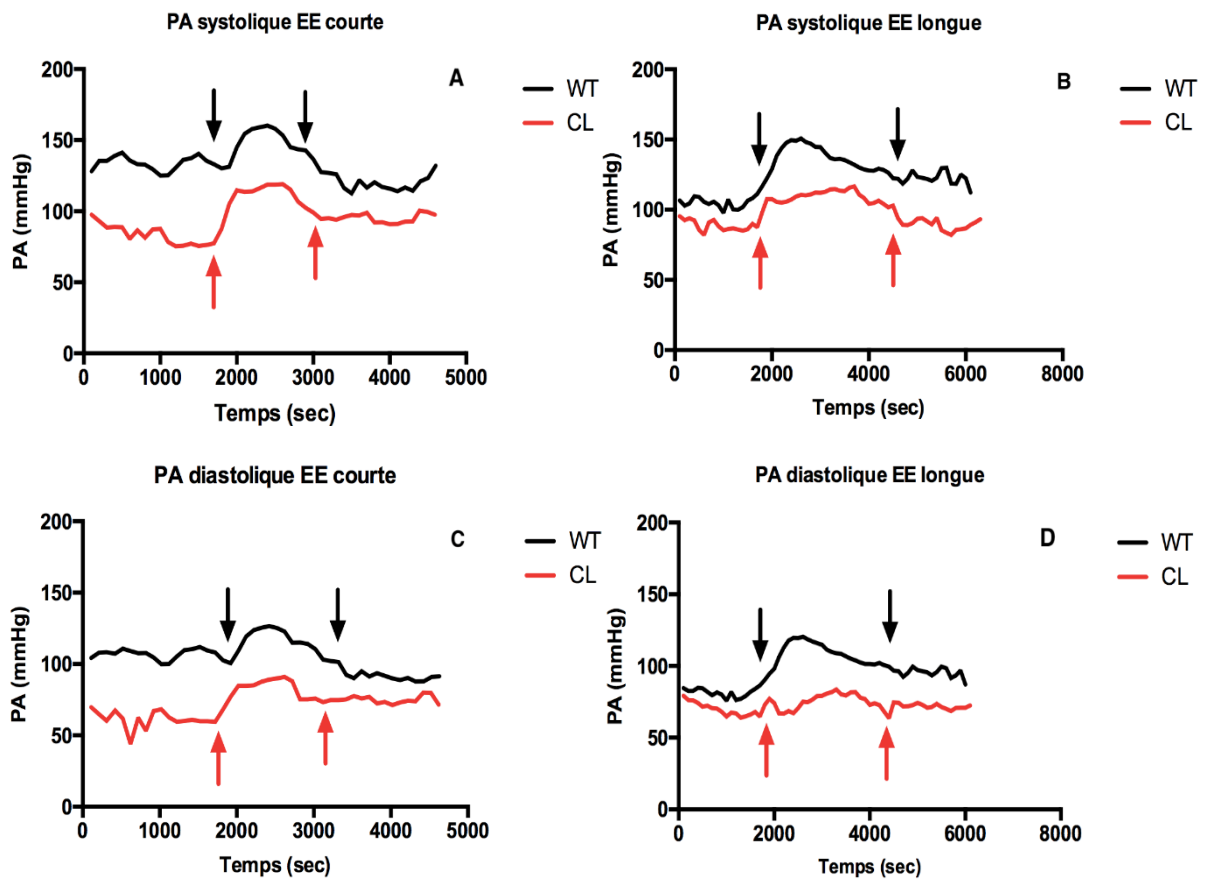 PA systolique EE courte
A
WT
CL
PA (mmHg)
200
150
100
50
0
0 1000 2000 3000 4000 5000
Temps (sec)
PA systolique EE longue
B
WT
CL
PA (mmHg)
200
150
100
50
0
0 2000 4000 6000 8000
Temps (sec)
PA diastolique EE courte
C
WT
CL
PA (mmHg)
200
150
100
50
0
0 1000 2000 3000 4000 5000
Temps (sec)
PA diastolique EE longue
D
WT
CL
PA (mmHg)
200
150
100
50
0
0 2000 4000 6000 8000
Temps (sec)